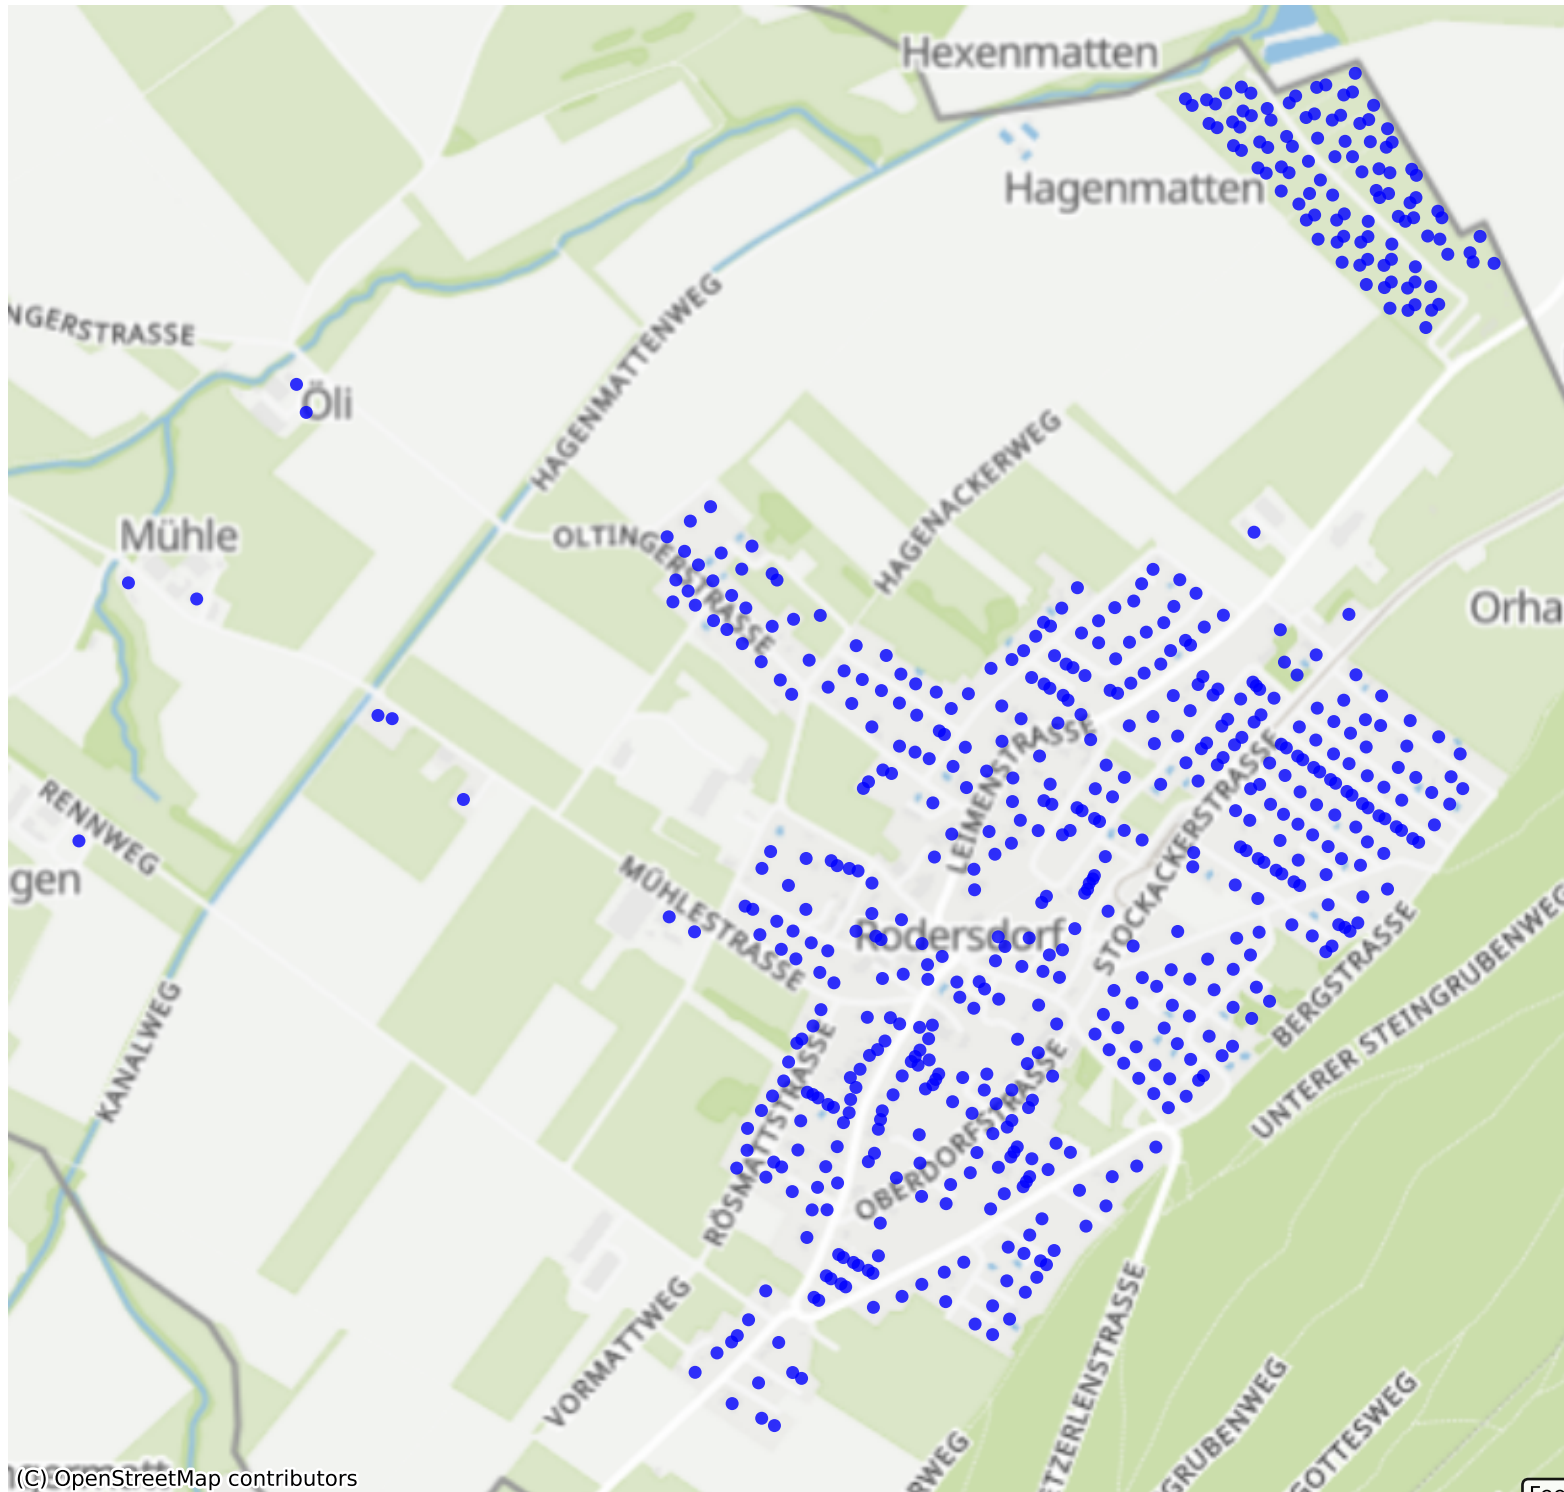 Hexenmatten
Hagenmatten
NGERSTRASSE
HAGENMATTENWEG
Öli
HAGENACKERWEG
Mühle
OLTINGERSTRASSE
Orha
LEIMENSTRASSE
STOCKACKERSTRASSE
RENNWEG
gen
MÜHLESTRASSE
Rodersdorf
BERGSTRASSE
UNTERER STEINGRUBENWEG
KANALWEG
RÖSMATTSTRASSE
OBERDORFSTRASSE
VORMATTWEG
ETZERLENSTRASSE
GRUBENWEG
GOTTESWEG
RWEG
(C) OpenStreetMap contributors